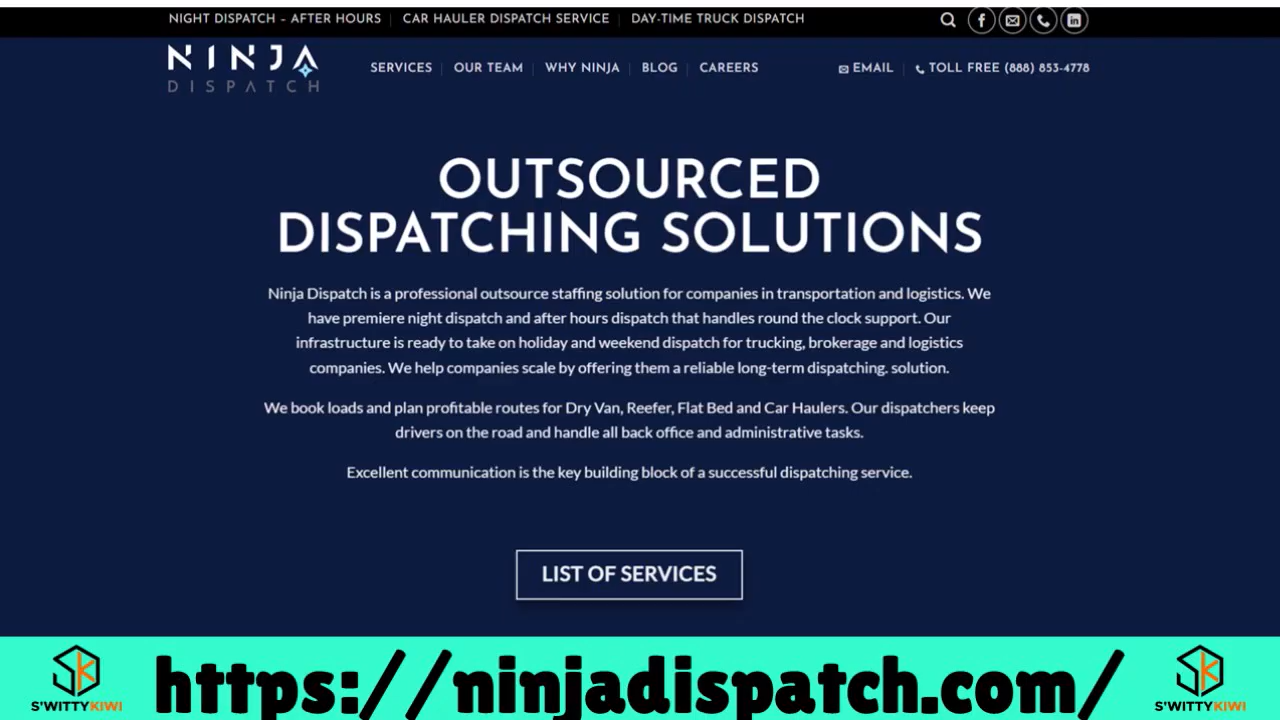 NIGHT DISPATCH – AFTER HOURS CAR HAULER DISPATCH SERVICE DAY-TIME TRUCK DISPATCH
NINJA
DISPATCH
SERVICES OUR TEAM WHY NINJA BLOG CAREERS EMAIL TOLL FREE (888) 853-4778
OUTSOURCED
DISPATCHING SOLUTIONS
Ninja Dispatch is a professional outsource staffing solution for companies in transportation and logistics. We
have premiere night dispatch and after hours dispatch that handles round the clock support. Our
infrastructure is ready to take on holiday and weekend dispatch for trucking, brokerage and logistics
companies. We help companies scale by offering them a reliable long-term dispatching. solution.
We book loads and plan profitable routes for Dry Van, Reefer, Flat Bed and Car Haulers. Our dispatchers keep
drivers on the road and handle all back office and administrative tasks.
Excellent communication is the key building block of a successful dispatching service.
LIST OF SERVICES
SK
S'WITTYKIWI
https://ninjadispatch.com/
SK
S'WITTYKIWI